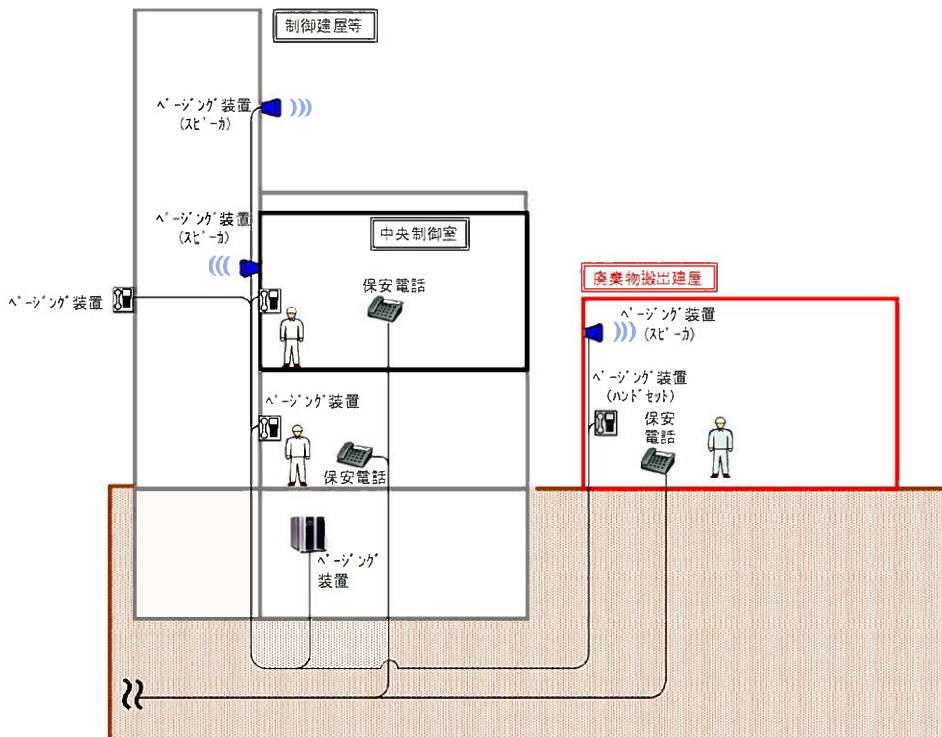 制御建屋等
ページング装置
(スピーカ)
ページング装置
(スピーカ)
中央制御室
保安電話
ページング装置
廃棄物搬出建屋
ページング装置
(スピーカ)
ページング装置
(ハンドセット)
保安
電話
ページング装置
保安電話
ページング
装置